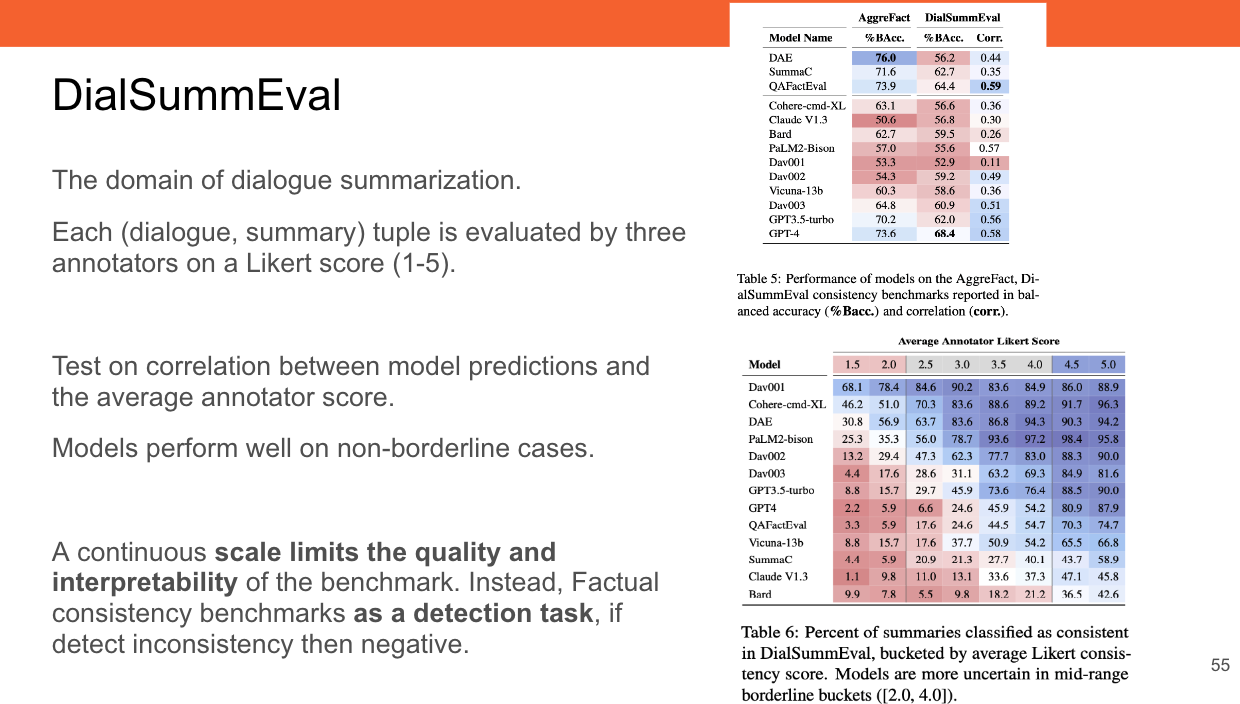 DialSummEval
The domain of dialogue summarization.
Each (dialogue, summary) tuple is evaluated by three
annotators on a Likert score (1-5).
Test on correlation between model predictions and
the average annotator score.
Models perform well on non-borderline cases.
A continuous scale limits the quality and
interpretability of the benchmark. Instead, Factual
consistency benchmarks as a detection task, if
detect inconsistency then negative.
AggreFact DialSummEval
Model Name %BAcc. %BAcc. Corr.
DAE 76.0 56.2 0.44
SummaC 71.6 62.7 0.35
QAFactEval 73.9 64.4 0.59
Cohere-cmd-XL 63.1 56.6 0.36
Claude V1.3 50.6 56.8 0.30
Bard 62.7 59.5 0.26
PaLM2-Bison 57.0 55.6 0.57
Dav001 53.3 52.9 0.11
Dav002 54.3 59.2 0.49
Vicuna-13b 60.3 58.6 0.36
Dav003 64.8 60.9 0.51
GPT3.5-turbo 70.2 62.0 0.56
GPT-4 73.6 68.4 0.58
Table 5: Performance of models on the AggreFact, Di-
alSummEval consistency benchmarks reported in bal-
anced accuracy (%Bacc.) and correlation (corr.).
Average Annotator Likert Score
Model 1.5 2.0 2.5 3.0 3.5 4.0 4.5 5.0
Dav001 68.1 78.4 84.6 90.2 83.6 84.9 86.0 88.9
Cohere-cmd-XL 46.2 51.0 70.3 83.6 88.6 89.2 91.7 96.3
DAE 30.8 56.9 63.7 83.6 86.8 94.3 90.3 94.2
PaLM2-bison 25.3 35.3 56.0 78.7 93.6 97.2 98.4 95.8
Dav002 13.2 29.4 47.3 62.3 77.7 83.0 88.3 90.0
Dav003 4.4 17.6 28.6 31.1 63.2 69.3 84.9 81.6
GPT3.5-turbo 8.8 15.7 29.7 45.9 73.6 76.4 88.5 90.0
GPT4 2.2 5.9 6.6 24.6 45.9 54.2 80.9 87.9
QAFactEval 3.3 5.9 17.6 24.6 44.5 54.7 70.3 74.7
Vicuna-13b 8.8 15.7 17.6 37.7 50.9 54.2 65.5 66.8
SummaC 4.4 5.9 20.9 21.3 27.7 40.1 43.7 58.9
Claude V1.3 1.1 9.8 11.0 13.1 33.6 37.3 47.1 45.8
Bard 9.9 7.8 5.5 9.8 18.2 21.2 36.5 42.6
Table 6: Percent of summaries classified as consistent
in DialSummEval, bucketed by average Likert consis-
tency score. Models are more uncertain in mid-range
borderline buckets ([2.0, 4.0]).
55